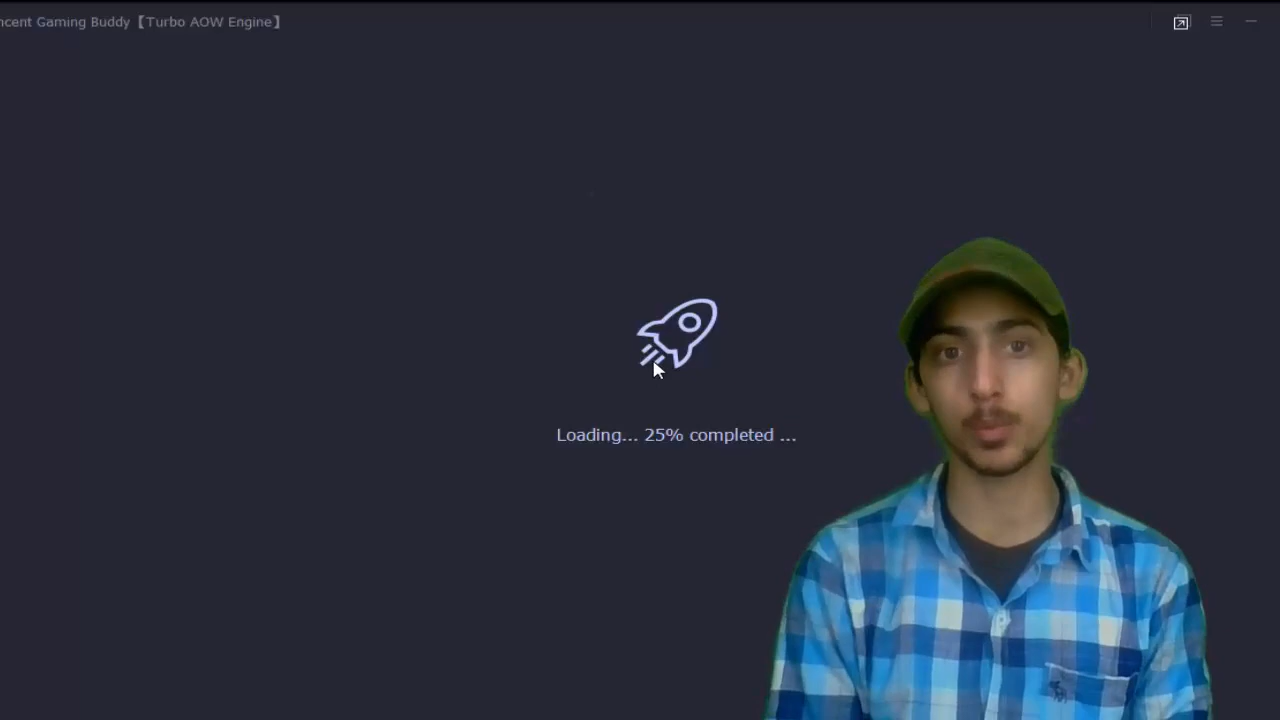 ncent Gaming Buddy【Turbo AOW Engine】
Loading... 25% completed ...